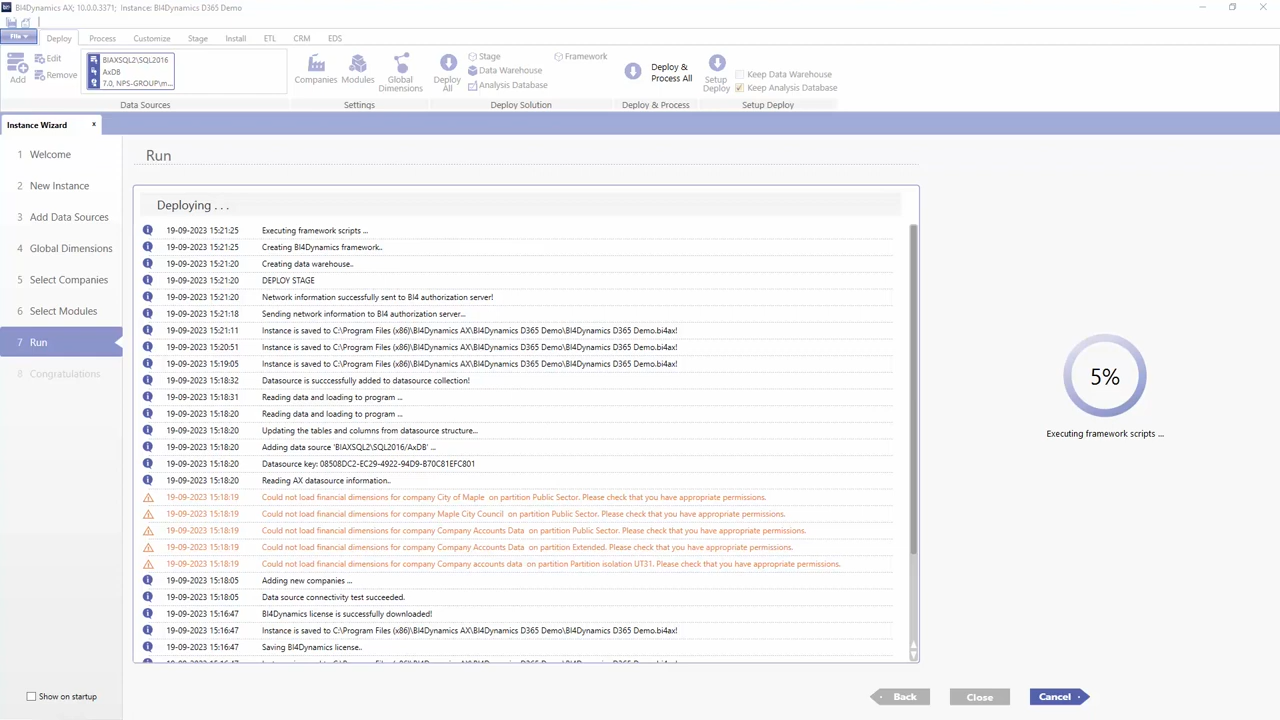 BI4Dynamics AX; 10.0.0.3371; Instance: BI4Dynamics D365 Demo
File
Deploy
Process
Customize
Stage
Install
ETL
CRM
EDS
Add
Edit
Remove
BIAXSQL2\SQL2016
AxDB
7.0, NPS-GROUP\m...
Data Sources
Companies
Modules
Global
Dimensions
Settings
Deploy
All
Stage
Data Warehouse
Analysis Database
Framework
Deploy Solution
Deploy &
Process All
Deploy & Process
Setup
Deploy
Keep Data Warehouse
Keep Analysis Database
Setup Deploy
Instance Wizard x
1 Welcome
2 New Instance
3 Add Data Sources
4 Global Dimensions
5 Select Companies
6 Select Modules
7 Run
8 Congratulations
Show on startup
Run
Deploying . . .
19-09-2023 15:21:25 Executing framework scripts ...
19-09-2023 15:21:25 Creating BI4Dynamics framework..
19-09-2023 15:21:20 Creating data warehouse..
19-09-2023 15:21:20 DEPLOY STAGE
19-09-2023 15:21:20 Network information successfully sent to BI4 authorization server!
19-09-2023 15:21:18 Sending network information to BI4 authorization server...
19-09-2023 15:21:11 Instance is saved to C:\Program Files (x86)\BI4Dynamics AX\BI4Dynamics D365 Demo\BI4Dynamics D365 Demo.bi4ax!
19-09-2023 15:20:51 Instance is saved to C:\Program Files (x86)\BI4Dynamics AX\BI4Dynamics D365 Demo\BI4Dynamics D365 Demo.bi4ax!
19-09-2023 15:19:05 Instance is saved to C:\Program Files (x86)\BI4Dynamics AX\BI4Dynamics D365 Demo\BI4Dynamics D365 Demo.bi4ax!
19-09-2023 15:18:32 Datasource is succcessfully added to datasource collection!
19-09-2023 15:18:31 Reading data and loading to program ...
19-09-2023 15:18:20 Reading data and loading to program ...
19-09-2023 15:18:20 Updating the tables and columns from datasource structure...
19-09-2023 15:18:20 Adding data source 'BIAXSQL2\SQL2016/AxDB' ...
19-09-2023 15:18:20 Datasource key: 08508DC2-EC29-4922-94D9-B70C81EFC801
19-09-2023 15:18:20 Reading AX datasource information..
19-09-2023 15:18:19 Could not load financial dimensions for company City of Maple on partition Public Sector. Please check that you have appropriate permissions.
19-09-2023 15:18:19 Could not load financial dimensions for company Maple City Council on partition Public Sector. Please check that you have appropriate permissions.
19-09-2023 15:18:19 Could not load financial dimensions for company Company Accounts Data on partition Public Sector. Please check that you have appropriate permissions.
19-09-2023 15:18:19 Could not load financial dimensions for company Company Accounts Data on partition Extended. Please check that you have appropriate permissions.
19-09-2023 15:18:19 Could not load financial dimensions for company Company accounts data on partition Partition isolation UT31. Please check that you have appropriate permissions.
19-09-2023 15:18:05 Adding new companies ...
19-09-2023 15:18:05 Data source connectivity test succeeded.
19-09-2023 15:16:47 BI4Dynamics license is successfully downloaded!
19-09-2023 15:16:47 Instance is saved to C:\Program Files (x86)\BI4Dynamics AX\BI4Dynamics D365 Demo\BI4Dynamics D365 Demo.bi4ax!
19-09-2023 15:16:47 Saving BI4Dynamics license..
5%
Executing framework scripts ...
Back
Close
Cancel